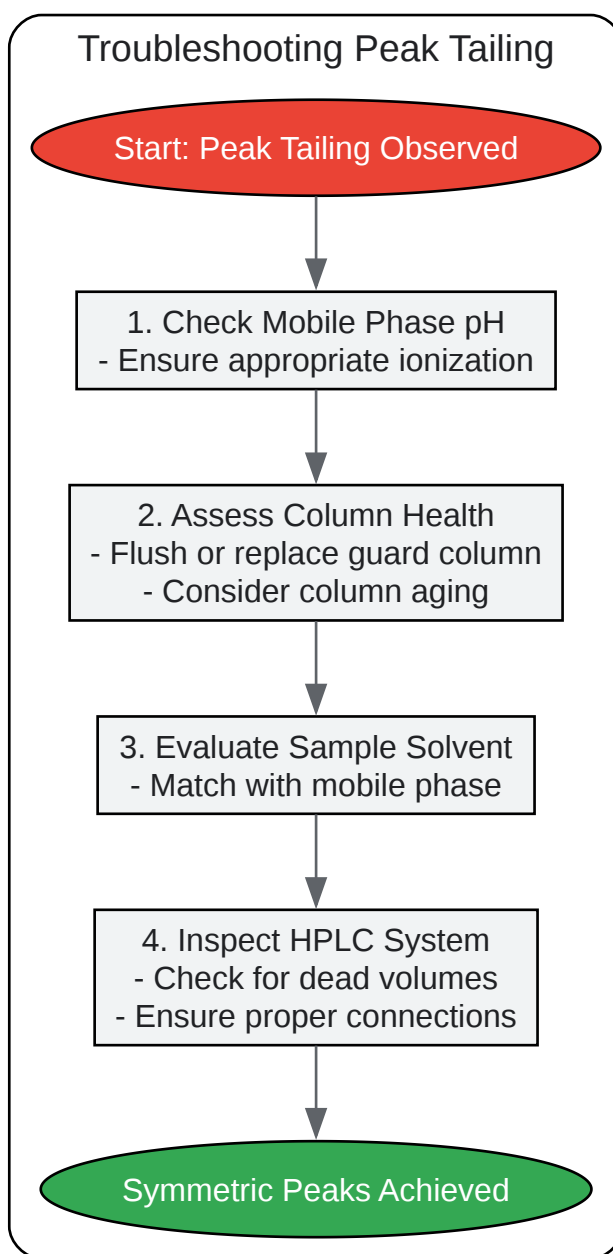 Troubleshooting Peak Tailing
Start: Peak Tailing Observed
1. Check Mobile Phase pH
- Ensure appropriate ionization
2. Assess Column Health
- Flush or replace guard column
- Consider column aging
3. Evaluate Sample Solvent
- Match with mobile phase
4. Inspect HPLC System
- Check for dead volumes
- Ensure proper connections
Symmetric Peaks Achieved